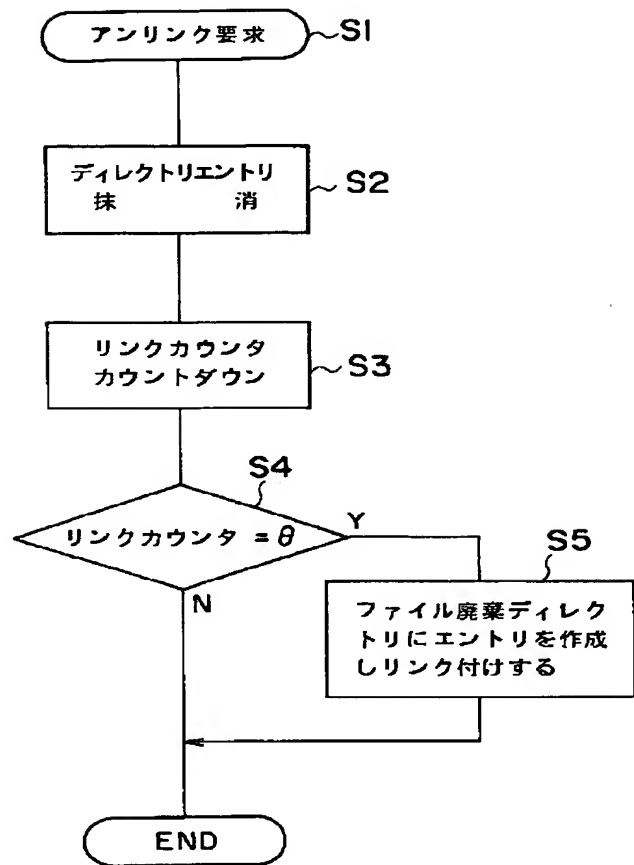 アンリンク要求
S1
ディレクトリエントリ
抹 消
S2
リンクカウンタ
カウントダウン
S3
S4
リンクカウンタ = θ
Y
N
S5
ファイル廃棄ディレク
トリにエントリを作成
しリンク付けする
END